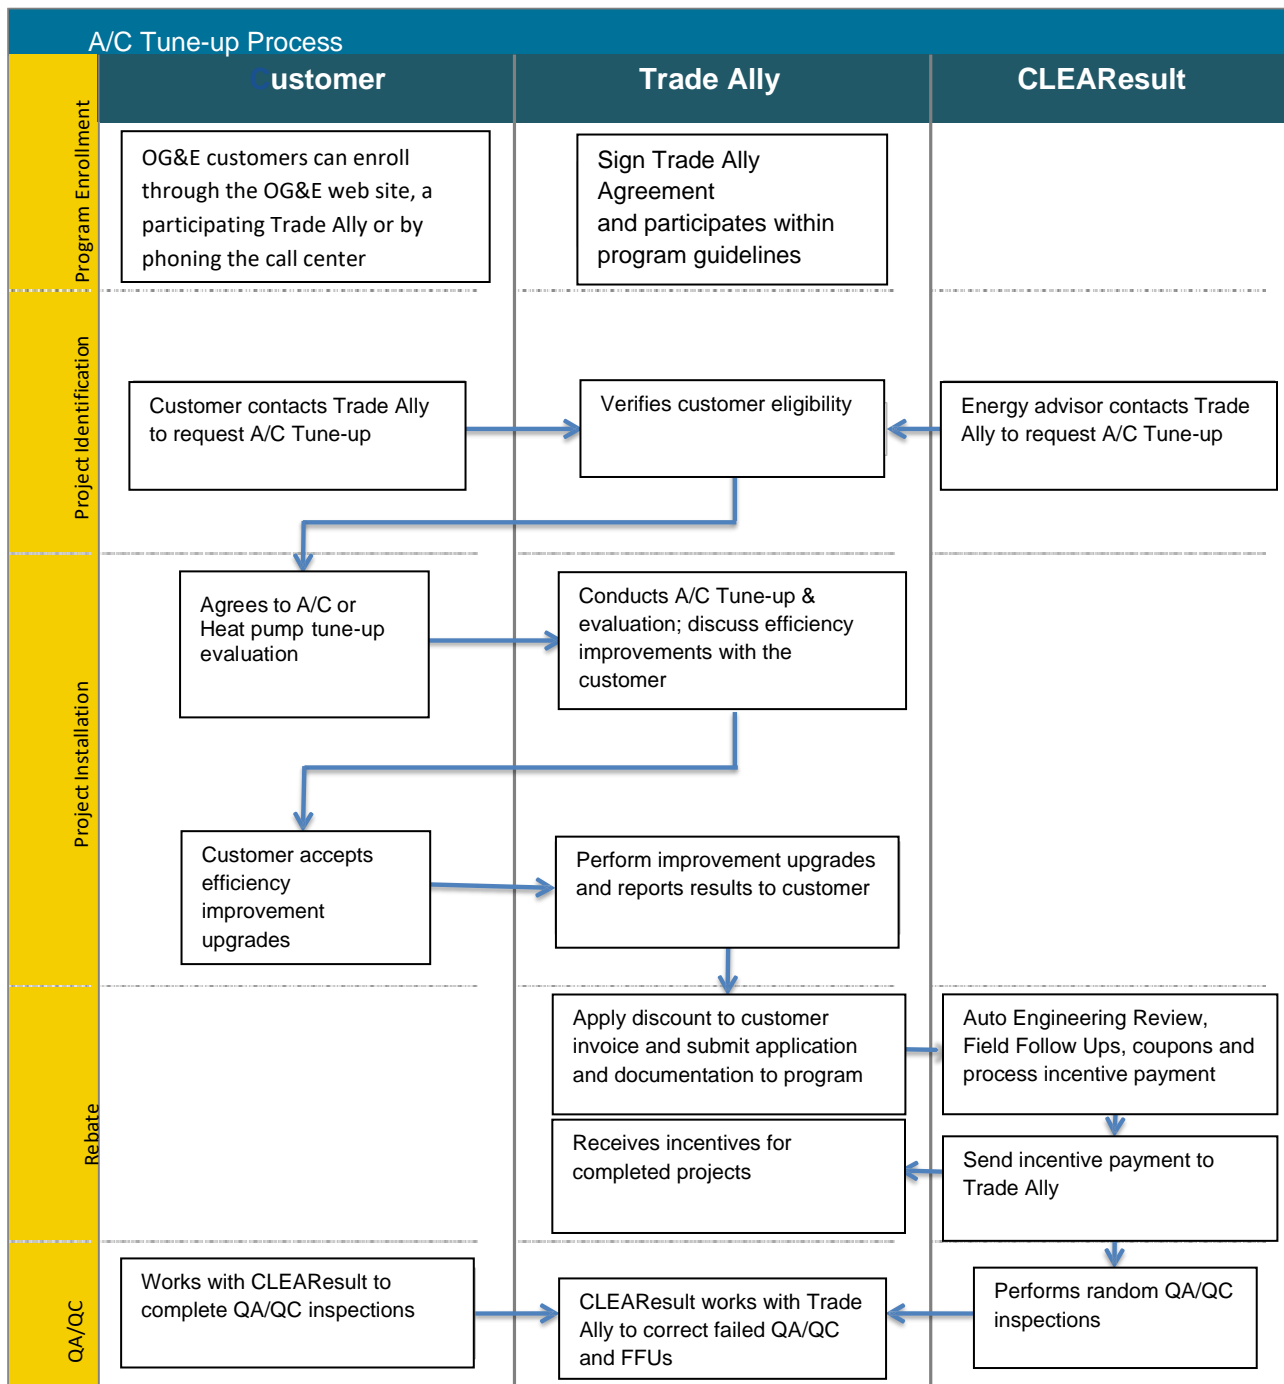 A/C Tune-up Process
Customer
Trade Ally
CLEAResult
Program Enrollment
OG&E customers can enroll
through the OG&E web site, a
participating Trade Ally or by
phoning the call center
Sign Trade Ally
Agreement
and participates within
program guidelines
Project Identification
Customer contacts Trade Ally
to request A/C Tune-up
Verifies customer eligibility
Energy advisor contacts Trade
Ally to request A/C Tune-up
Project Installation
Agrees to A/C or
Heat pump tune-up
evaluation
Conducts A/C Tune-up &
evaluation; discuss efficiency
improvements with the
customer
Customer accepts
efficiency
improvement
upgrades
Perform improvement upgrades
and reports results to customer
Rebate
Apply discount to customer
invoice and submit application
and documentation to program
Auto Engineering Review,
Field Follow Ups, coupons and
process incentive payment
Receives incentives for
completed projects
Send incentive payment to
Trade Ally
QA/QC
Works with CLEAResult to
complete QA/QC inspections
CLEAResult works with Trade
Ally to correct failed QA/QC
and FFUs
Performs random QA/QC
inspections